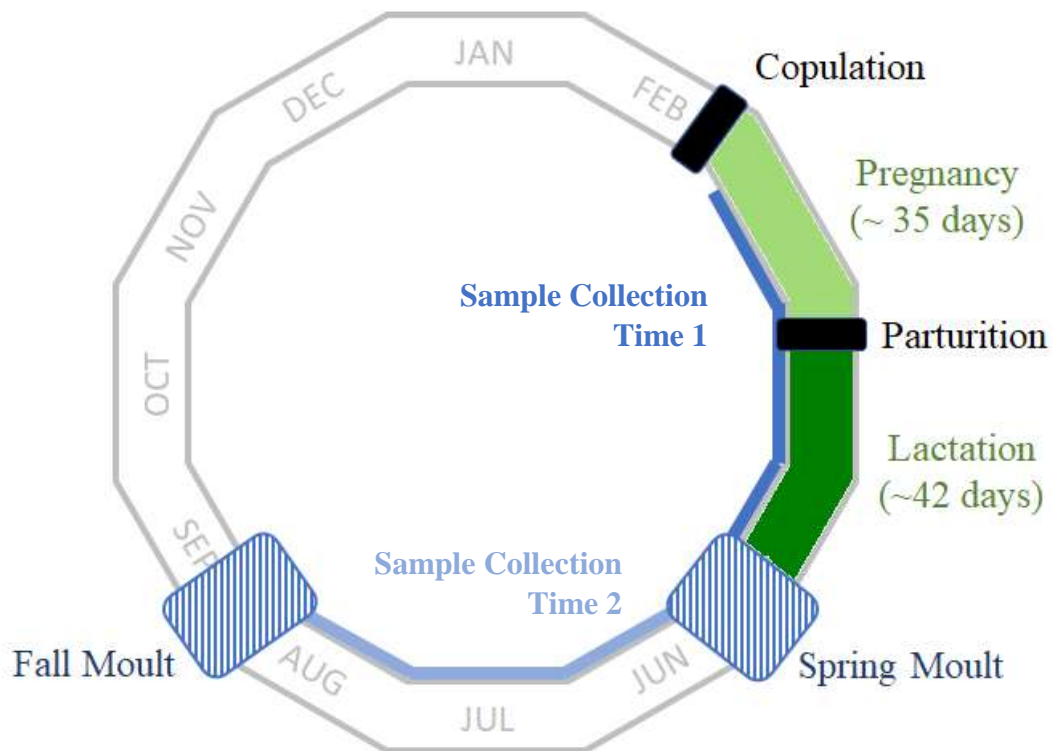 JAN
FEB
Copulation
DEC
Pregnancy
(~ 35 days)
NOV
Sample Collection
Time 1
Parturition
OCT
Lactation
(~42 days)
SEP
Sample Collection
Time 2
Fall Moult
AUG
JUN
Spring Moult
JUL